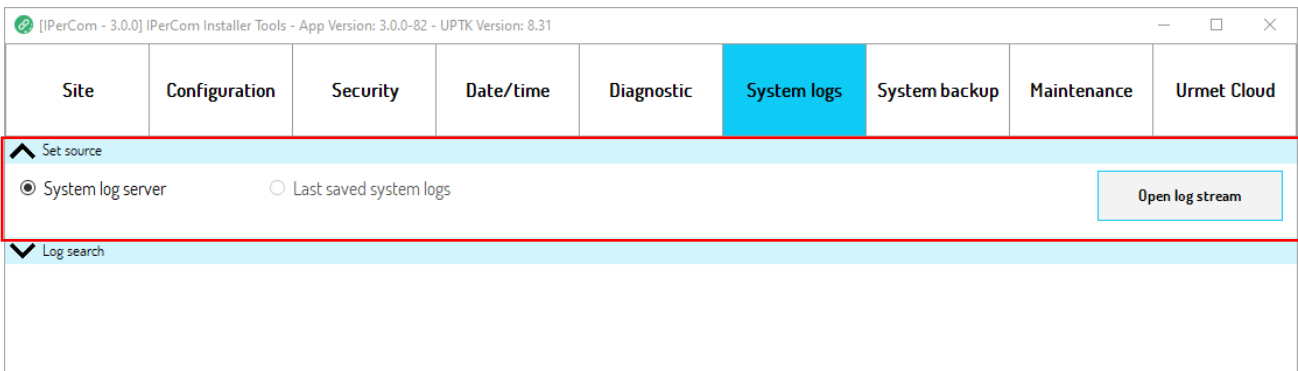 [IPerCom - 3.0.0] IPerCom Installer Tools - App Version: 3.0.0-82 - UPTK Version: 8.31
Site Configuration Security Date/time Diagnostic System logs System backup Maintenance Urmet Cloud
Set source
System log server Last saved system logs Open log stream
Log search